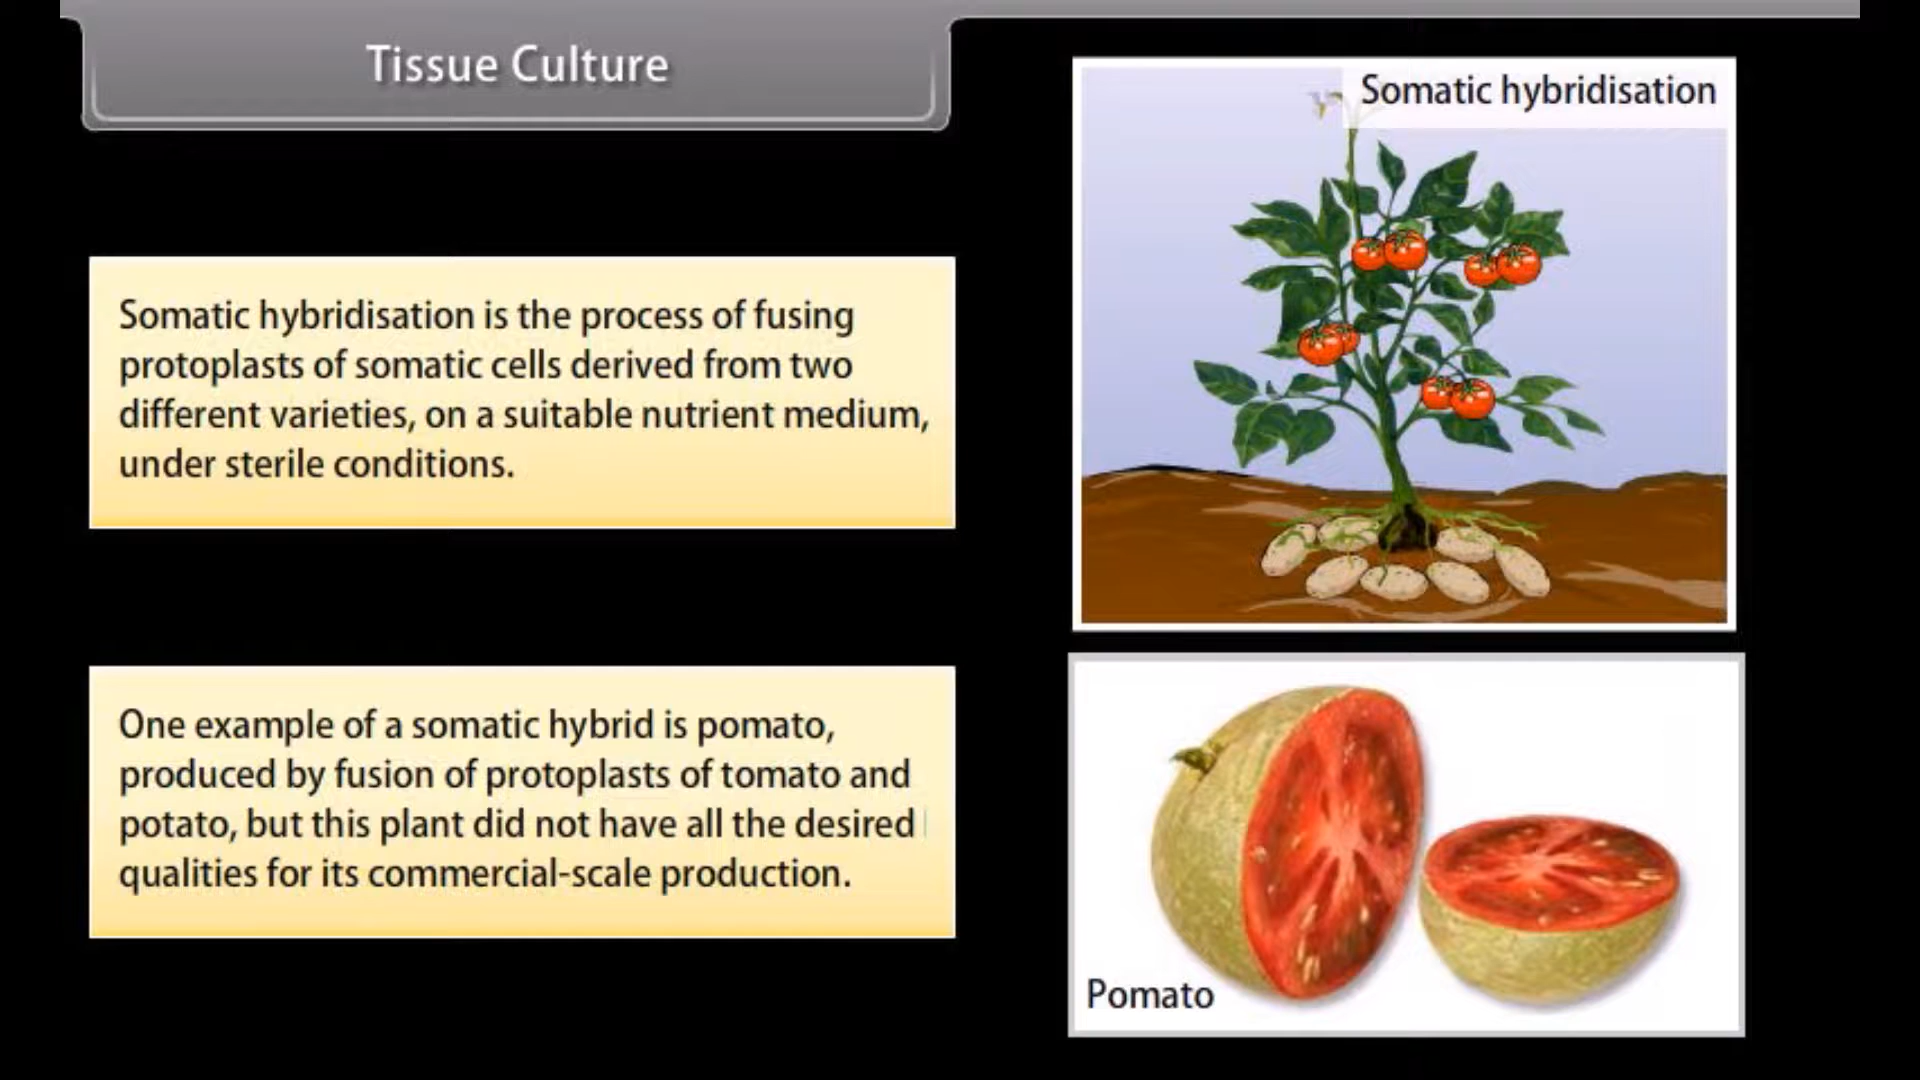 Tissue Culture
Somatic hybridisation is the process of fusing
protoplasts of somatic cells derived from two
different varieties, on a suitable nutrient medium,
under sterile conditions.
One example of a somatic hybrid is pomato,
produced by fusion of protoplasts of tomato and
potato, but this plant did not have all the desired
qualities for its commercial-scale production.
Somatic hybridisation
Pomato